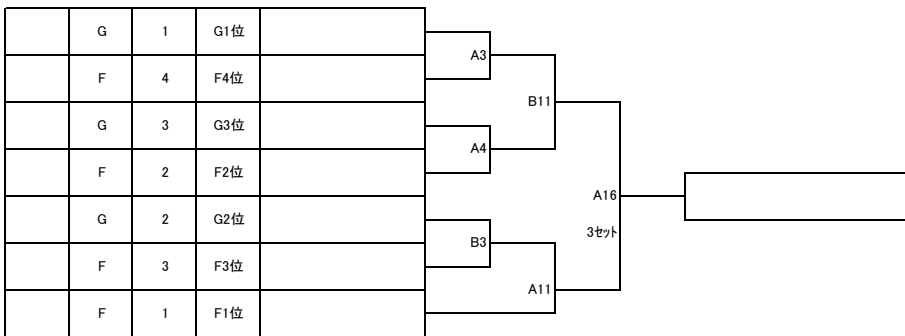 G 1 G1位
A3
F 4 F4位
B11
G 3 G3位
A4
F 2 F2位
A16
G 2 G2位
3セット
B3
F 3 F3位
A11
F 1 F1位